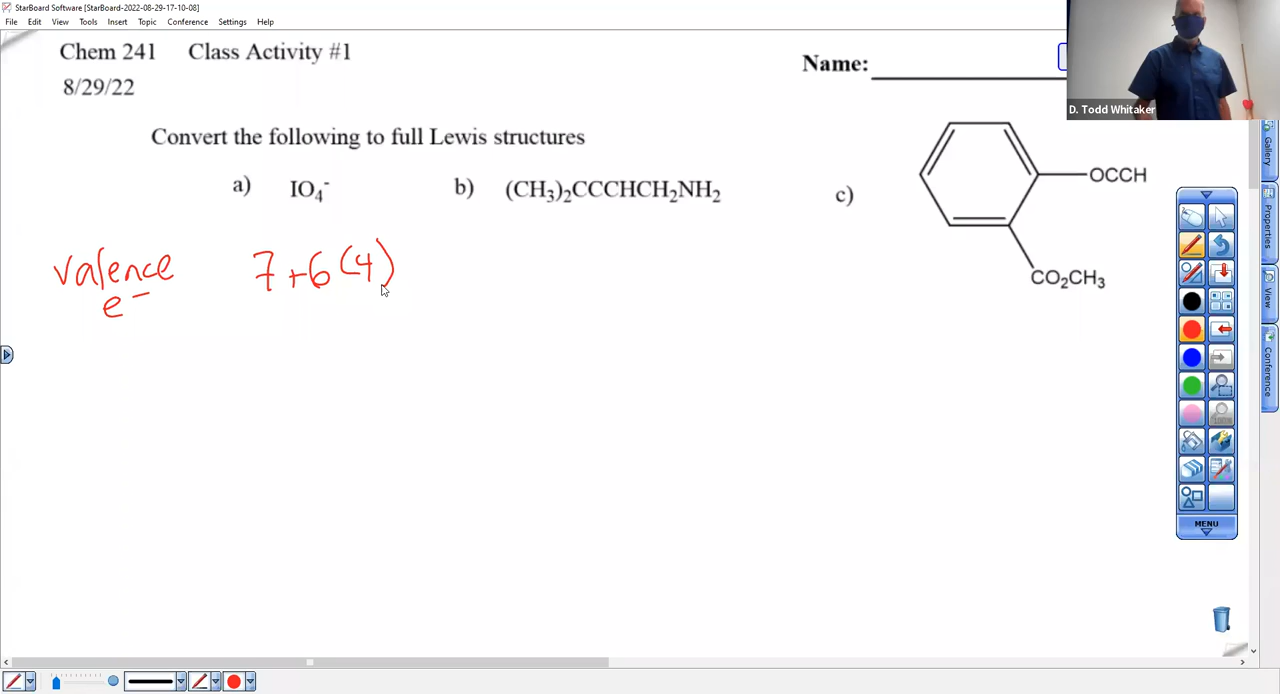 StarBoard Software [StarBoard-2022-08-29-17-10-08]
File Edit View Tools Insert Topic Conference Settings Help
Chem 241 Class Activity #1
8/29/22
Name:
D. Todd Whitaker
Convert the following to full Lewis structures
a) IO4- b) (CH3)2CCCHCH2NH2 c)
OCCH
CO2CH3
valence 7+6(4)
e-
Gallery
Properties
View
Conference
MENU